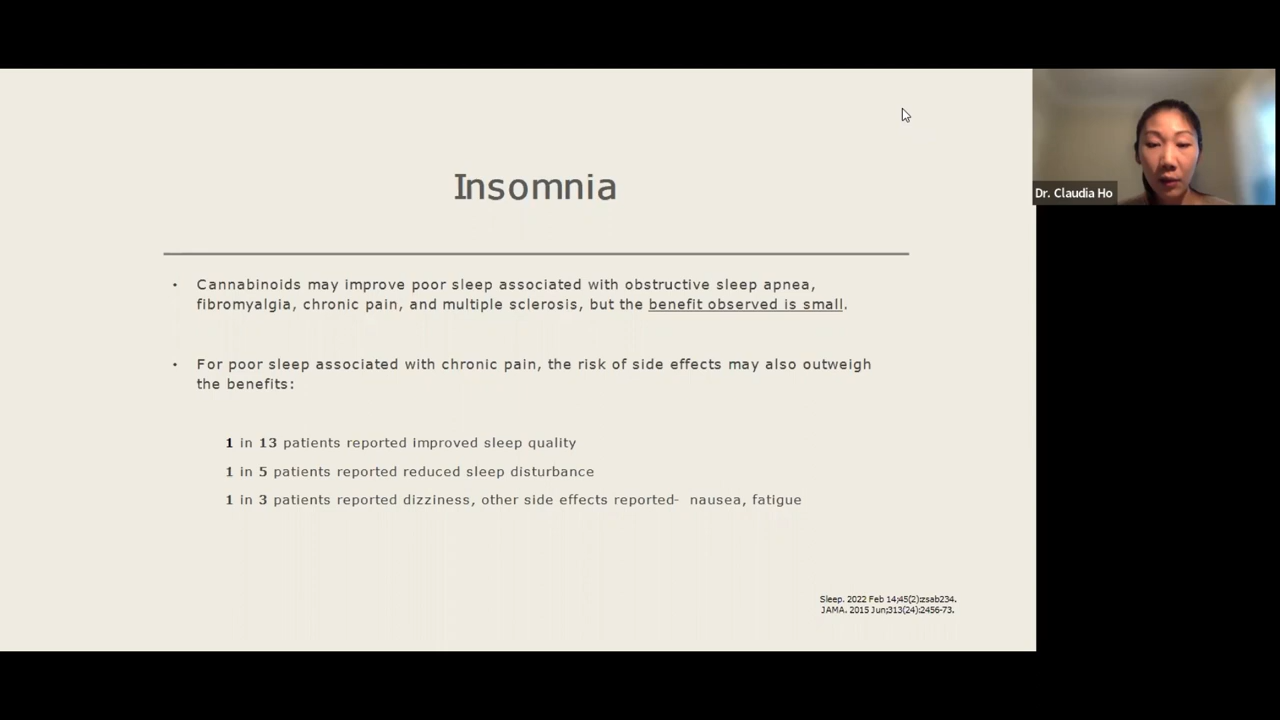 Insomnia
• Cannabinoids may improve poor sleep associated with obstructive sleep apnea,
fibromyalgia, chronic pain, and multiple sclerosis, but the benefit observed is small.
• For poor sleep associated with chronic pain, the risk of side effects may also outweigh
the benefits:
1 in 13 patients reported improved sleep quality
1 in 5 patients reported reduced sleep disturbance
1 in 3 patients reported dizziness, other side effects reported- nausea, fatigue
Sleep. 2022 Feb 14;45(2):zsab234.
JAMA. 2015 Jun;313(24):2456-73.
Dr. Claudia Ho